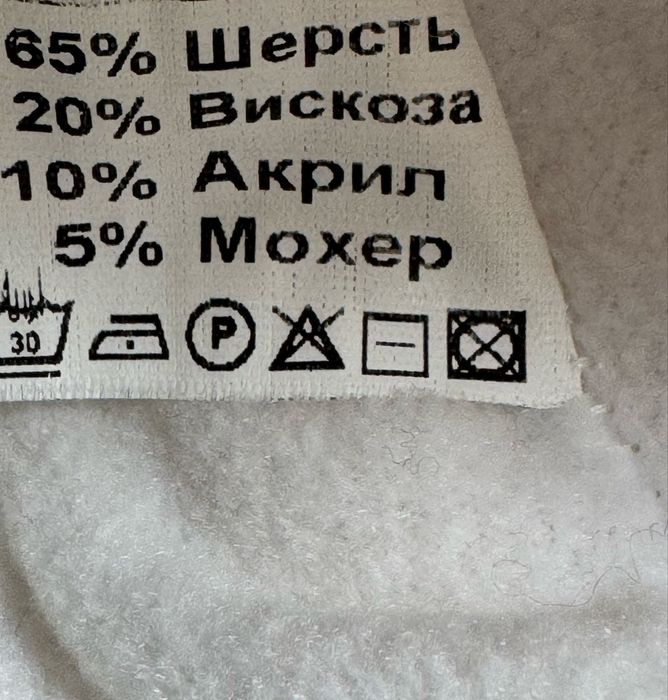 65% Шерсть
20% Вискоза
10% Акрил
5% Мохер
30 P